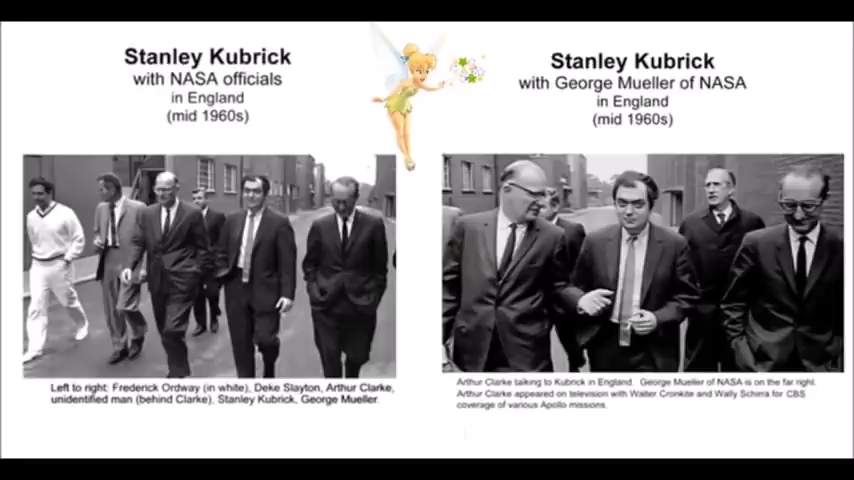 Stanley Kubrick
with NASA officials
in England
(mid 1960s)
Left to right: Frederick Ordway (in white), Deke Slayton, Arthur Clarke,
unidentified man (behind Clarke), Stanley Kubrick, George Mueller.
Stanley Kubrick
with George Mueller of NASA
in England
(mid 1960s)
Arthur Clarke talking to Kubrick in England. George Mueller of NASA is on the far right.
Arthur Clarke appeared on television with Walter Cronkite and Wally Schirra for CBS
coverage of various Apollo missions.